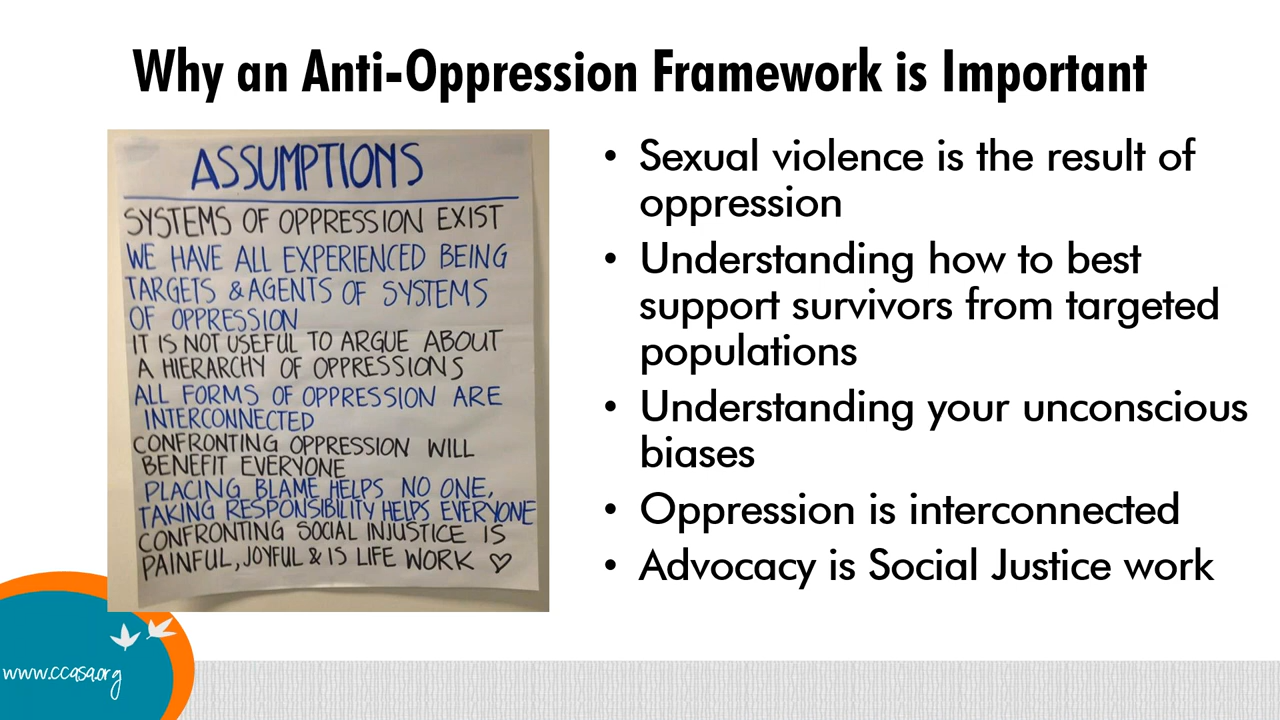 Why an Anti-Oppression Framework is Important
ASSUMPTIONS
SYSTEMS OF OPPRESSION EXIST
WE HAVE ALL EXPERIENCED BEING
TARGETS & AGENTS OF SYSTEMS
OF OPPRESSION
IT IS NOT USEFUL TO ARGUE ABOUT
A HIERARCHY OF OPPRESSIONS
ALL FORMS OF OPPRESSION ARE
INTERCONNECTED
CONFRONTING OPPRESSION WILL
BENEFIT EVERYONE
PLACING BLAME HELPS NO ONE,
TAKING RESPONSIBILITY HELPS EVERYONE
CONFRONTING SOCIAL INJUSTICE IS
PAINFUL, JOYFUL & IS LIFE WORK ♡
• Sexual violence is the result of
oppression
• Understanding how to best
support survivors from targeted
populations
• Understanding your unconscious
biases
• Oppression is interconnected
• Advocacy is Social Justice work
www.ccasa.org